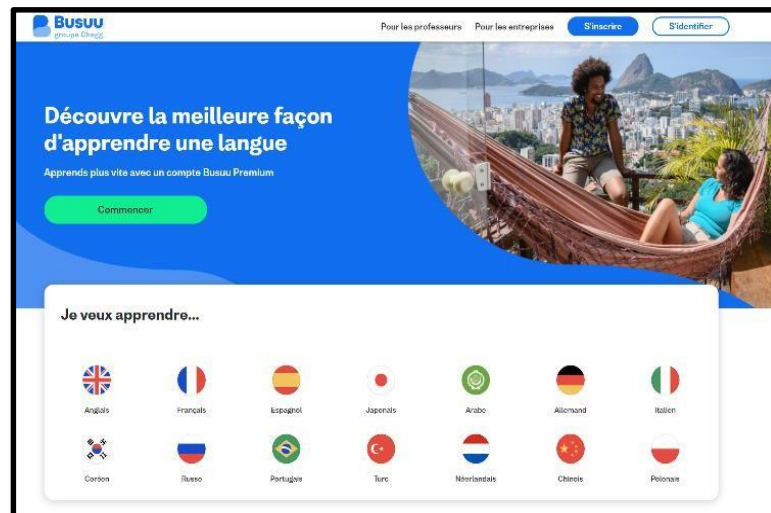 Busuu
groupe Chegg
Pour les professeurs Pour les entreprises S'inscrire S'identifier
Découvre la meilleure façon
d'apprendre une langue
Apprends plus vite avec un compte Busuu Premium
Commencer
Je veux apprendre...
Anglais Français Espagnol Japonais Arabe Allemand Italien
Coréen Russe Portugais Turc Néerlandais Chinois Polonais